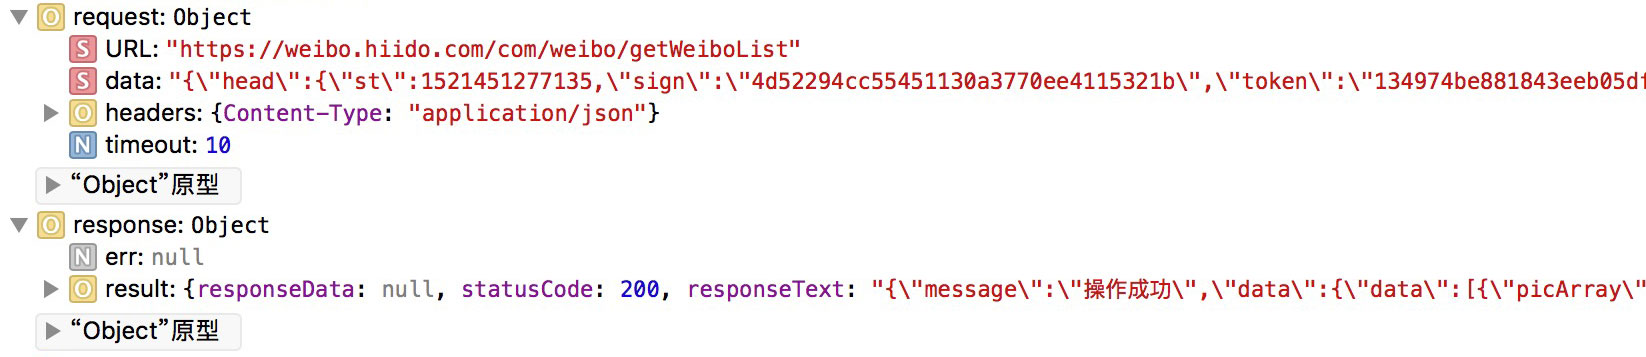 O request: Object
S URL: "https://weibo.hiido.com/com/weibo/getWeiboList"
S data: "{\"head\":{\"st\":1521451277135,\"sign\":\"4d52294cc55451130a3770ee4115321b\",\"token\":\"134974be881843eeb05df
O headers: {Content-Type: "application/json"}
N timeout: 10
“Object”原型
O response: Object
N err: null
O result: {responseData: null, statusCode: 200, responseText: "{\"message\":\"操作成功\",\"data\":{\"data\":[{\"picArray\"
“Object”原型